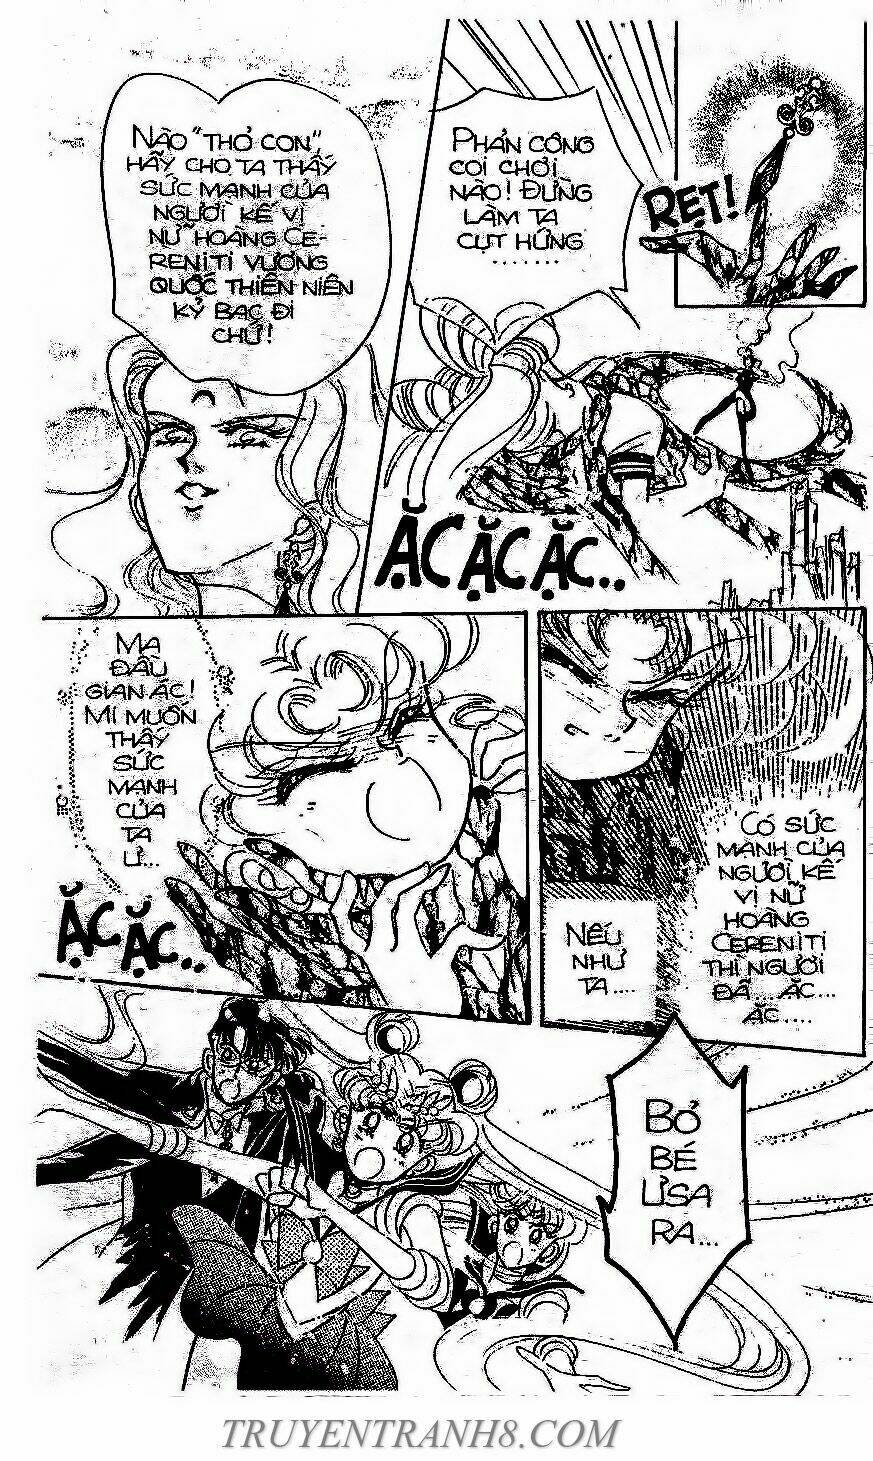 NÀO "THỎ CON",
HÃY CHO TA THẤY
SỨC MẠNH CỦA
NGƯỜI KẾ VỊ
NỮ HOÀNG CE-
RENITI VƯƠNG
QUỐC THIÊN NIÊN
KỶ BẠC ĐI
CHỨ!
PHẢN CÔNG
COI CHƠI
NÀO! ĐỪNG
LÀM TA
CỤT HỨNG
.......
RẸT!
ẶC ẶC ẶC..
MA
ĐẦU
GIAN ÁC!
MI MUỐN
THẤY
SỨC
MẠNH
CỦA
TA
Ư...
ẶC ẶC..
NẾU
NHƯ
TA ....
CÓ SỨC
MẠNH CỦA
NGƯỜI KẾ
VỊ NỮ
HOÀNG
CERENITI
THÌ NGƯƠI
ĐÃ ... ẶC...
ẶC ....
BỎ
BÉ
ƯSA
RA...
TRUYENTRANH8.COM